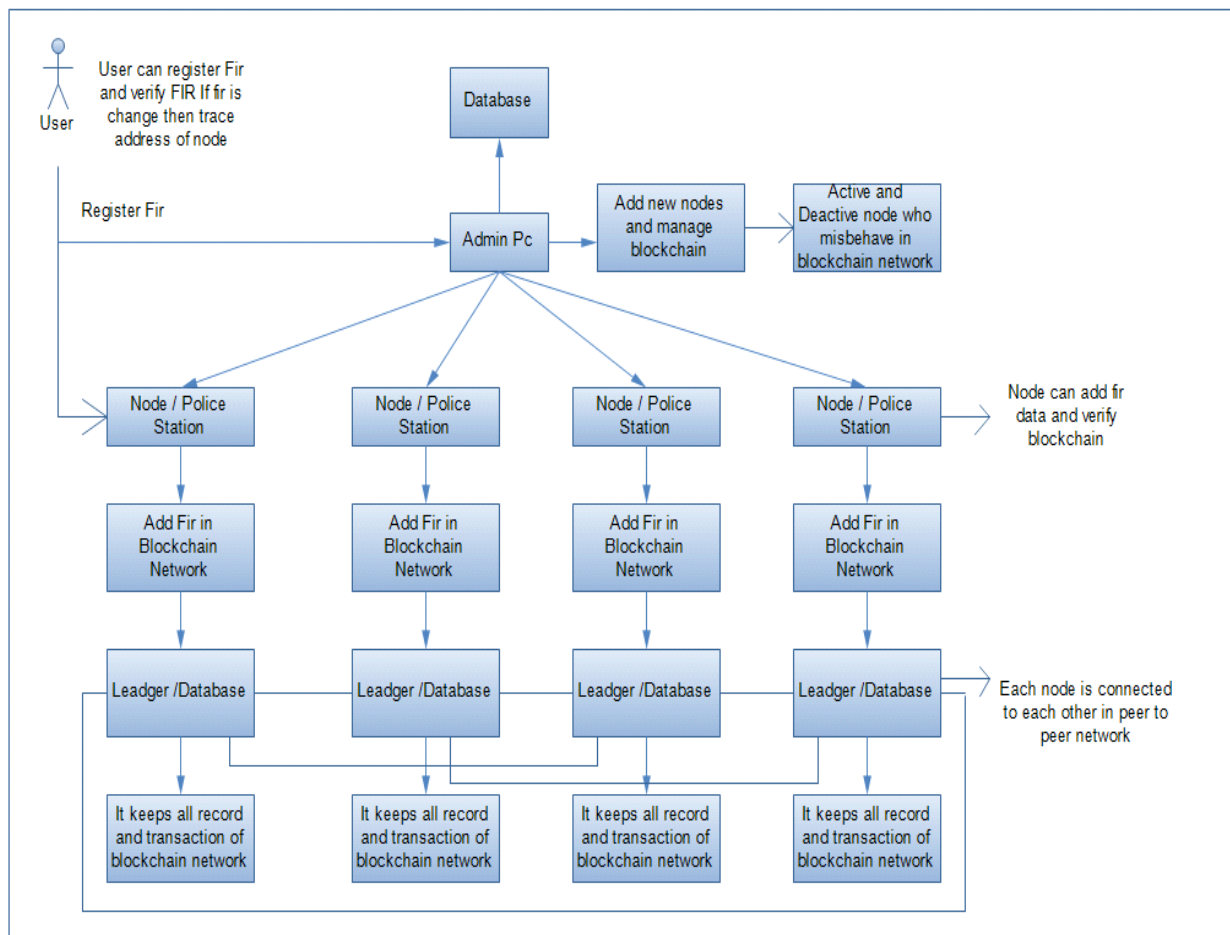 User can register Fir
and verify FIR If fir is
change then trace
address of node
User
Database
Register Fir
Admin Pc
Add new nodes
and manage
blockchain
Active and
Deactive node who
misbehave in
blockchain network
Node / Police
Station
Node / Police
Station
Node / Police
Station
Node / Police
Station
Node can add fir
data and verify
blockchain
Add Fir in
Blockchain
Network
Add Fir in
Blockchain
Network
Add Fir in
Blockchain
Network
Add Fir in
Blockchain
Network
Leadger /Database
Leadger /Database
Leadger /Database
Leadger /Database
Each node is connected
to each other in peer to
peer network
It keeps all record
and transaction of
blockchain network
It keeps all record
and transaction of
blockchain network
It keeps all record
and transaction of
blockchain network
It keeps all record
and transaction of
blockchain network